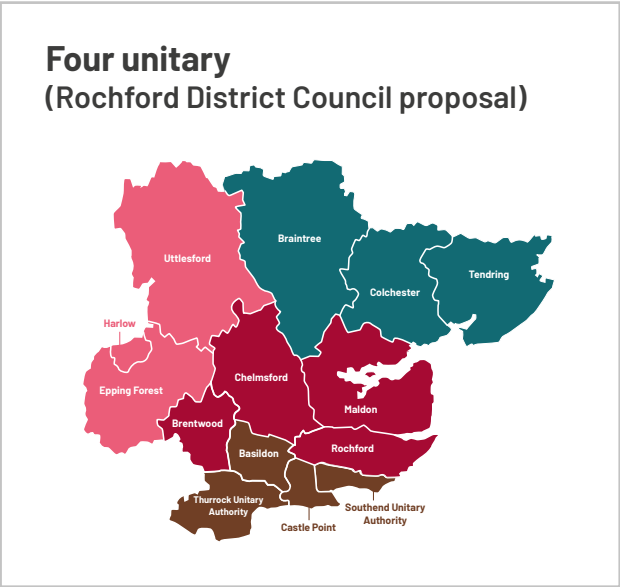 Four unitary
(Rochford District Council proposal)
Braintree
Uttlesford
Tendring
Colchester
Harlow
Chelmsford
Epping Forest
Maldon
Brentwood
Rochford
Basildon
Thurrock Unitary
Authority
Southend Unitary
Authority
Castle Point